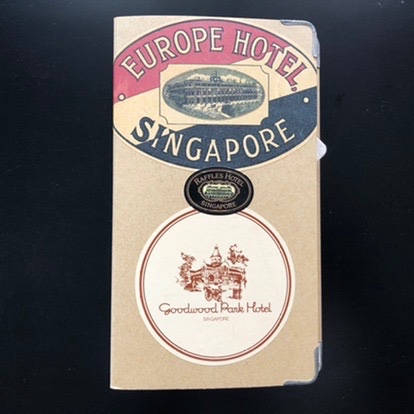 EUROPE HOTEL,
SINGAPORE
RAFFLES HOTEL
SINGAPORE
Goodwood Park Hotel
SINGAPORE